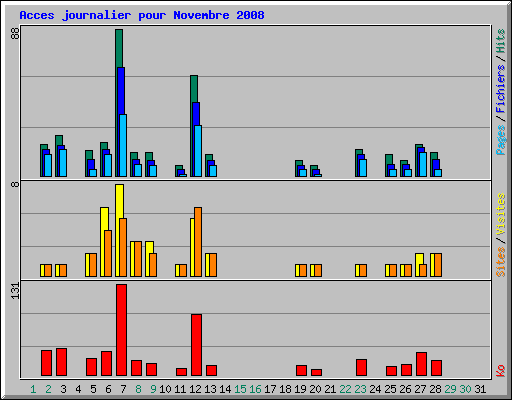 Acces journalier pour Novembre 2008
88
Pages / Fichiers / Hits
8
Sites / Visites
131
Ko
1 2 3 4 5 6 7 8 9 10 11 12 13 14 15 16 17 18 19 20 21 22 23 24 25 26 27 28 29 30 31